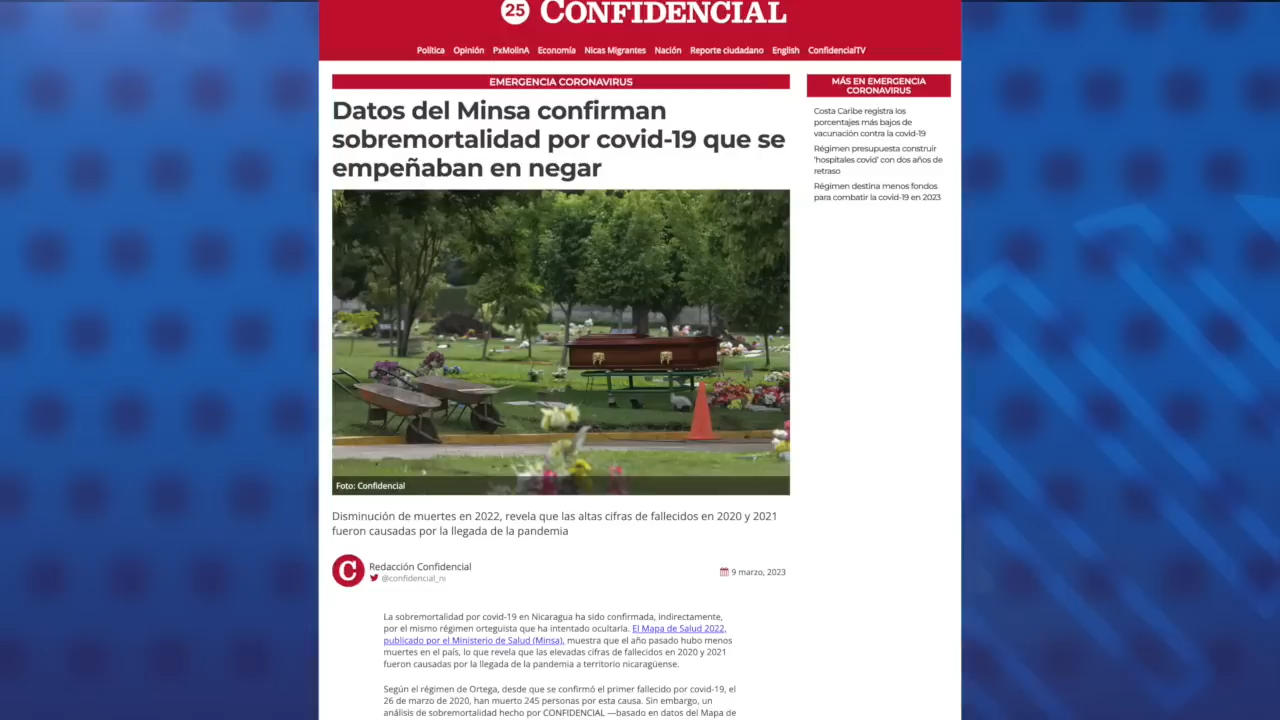 25 CONFIDENCIAL
Política Opinión PxMolinA Economía Nicas Migrantes Nación Reporte ciudadano English ConfidencialTV
EMERGENCIA CORONAVIRUS
Datos del Minsa confirman
sobremortalidad por covid-19 que se
empeñaban en negar
Foto: Confidencial
Disminución de muertes en 2022, revela que las altas cifras de fallecidos en 2020 y 2021
fueron causadas por la llegada de la pandemia
C
Redacción Confidencial
@confidencial_ni
9 marzo, 2023
La sobremortalidad por covid-19 en Nicaragua ha sido confirmada, indirectamente,
por el mismo régimen orteguista que ha intentado ocultarla. El Mapa de Salud 2022,
publicado por el Ministerio de Salud (Minsa), muestra que el año pasado hubo menos
muertes en el país, lo que revela que las elevadas cifras de fallecidos en 2020 y 2021
fueron causadas por la llegada de la pandemia a territorio nicaragüense.
Según el régimen de Ortega, desde que se confirmó el primer fallecido por covid-19, el
26 de marzo de 2020, han muerto 245 personas por esta causa. Sin embargo, un
análisis de sobremortalidad hecho por CONFIDENCIAL —basado en datos del Mapa de
MÁS EN EMERGENCIA
CORONAVIRUS
Costa Caribe registra los
porcentajes más bajos de
vacunación contra la covid-19
Régimen presupuesta construir
'hospitales covid' con dos años de
retraso
Régimen destina menos fondos
para combatir la covid-19 en 2023